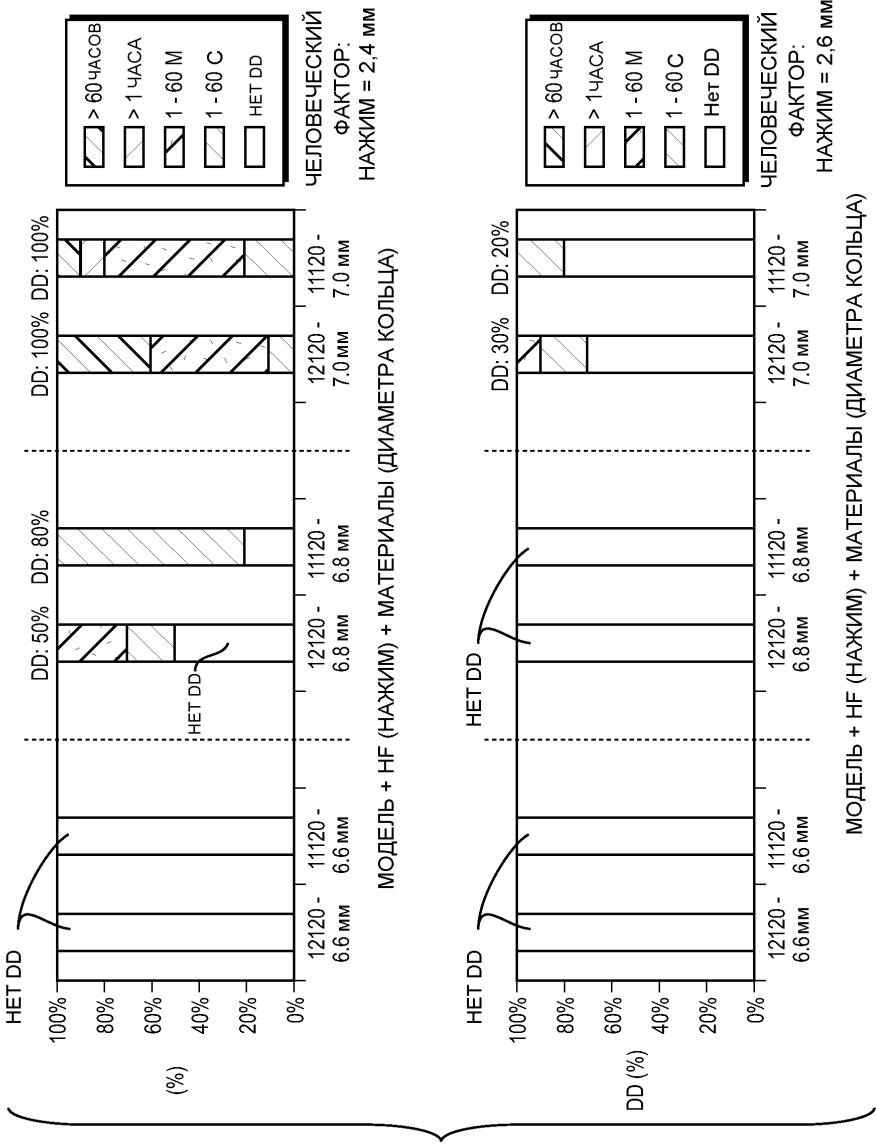 НЕТ DD
(%)
100%
80%
60%
40%
20%
0%
DD: 50%
DD: 80%
DD: 100%
DD: 100%
НЕТ DD
12120 -
6.6 мм
11120 -
6.6 мм
12120 -
6.8 мм
11120 -
6.8 мм
12120 -
7.0 мм
11120 -
7.0 мм
МОДЕЛЬ + HF (НАЖИМ) + МАТЕРИАЛЫ (ДИАМЕТРА КОЛЬЦА)
> 60 ЧАСОВ
> 1 ЧАСА
1 - 60 М
1 - 60 С
НЕТ DD
ЧЕЛОВЕЧЕСКИЙ
ФАКТОР:
НАЖИМ = 2,4 мм
НЕТ DD
НЕТ DD
DD (%)
100%
80%
60%
40%
20%
0%
DD: 30%
DD: 20%
12120 -
6.6 мм
11120 -
6.6 мм
12120 -
6.8 мм
11120 -
6.8 мм
12120 -
7.0 мм
11120 -
7.0 мм
МОДЕЛЬ + HF (НАЖИМ) + МАТЕРИАЛЫ (ДИАМЕТРА КОЛЬЦА)
> 60 ЧАСОВ
> 1 ЧАСА
1 - 60 М
1 - 60 С
Нет DD
ЧЕЛОВЕЧЕСКИЙ
ФАКТОР:
НАЖИМ = 2,6 мм